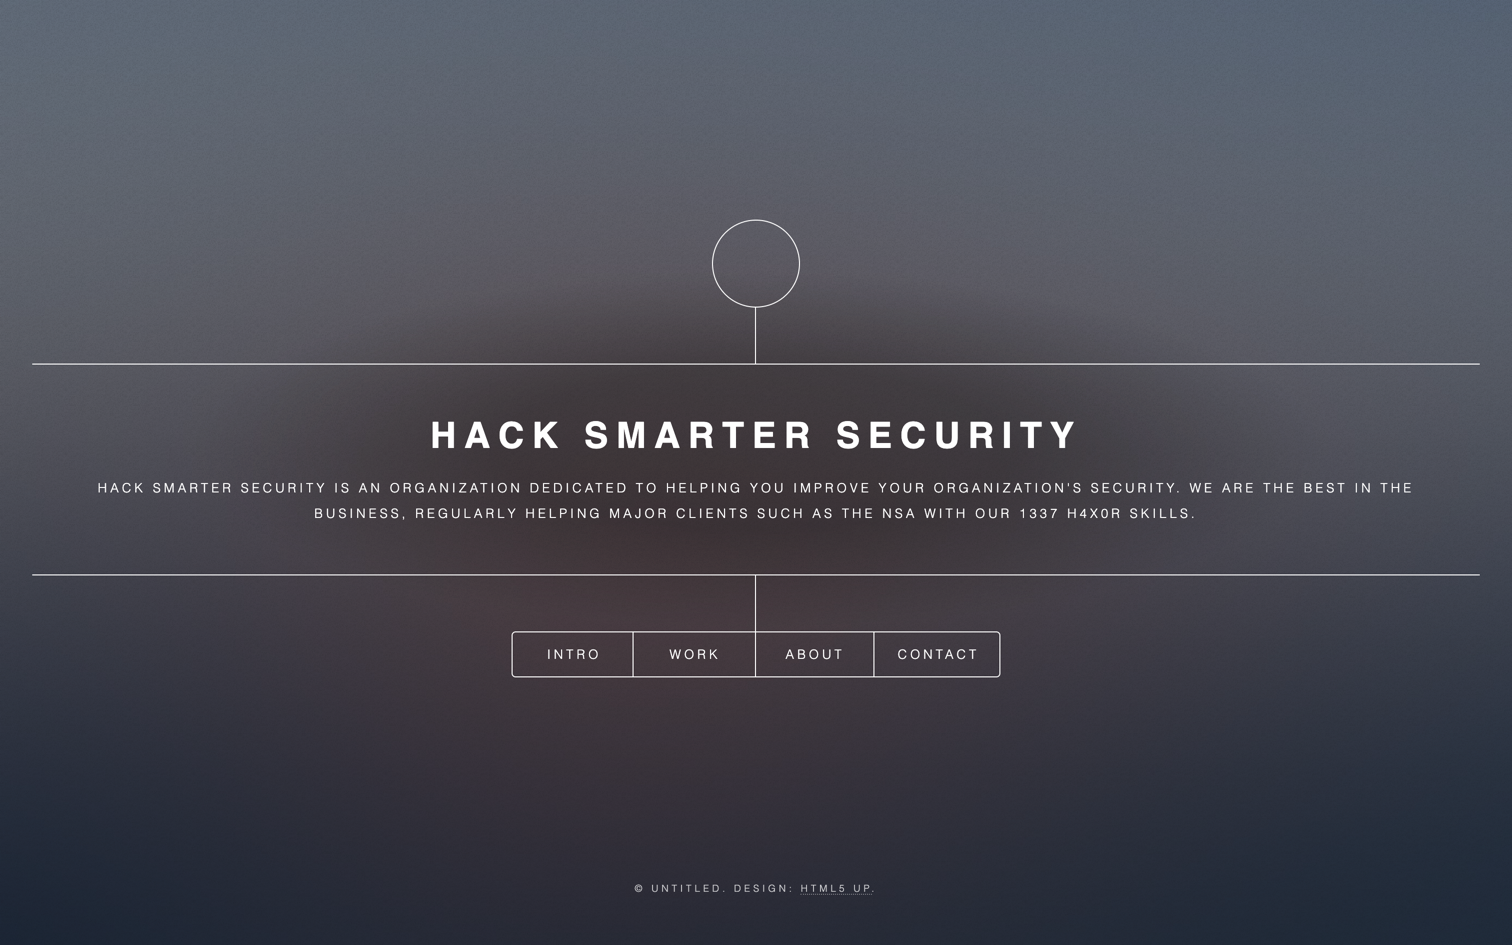 HACK SMARTER SECURITY
HACK SMARTER SECURITY IS AN ORGANIZATION DEDICATED TO HELPING YOU IMPROVE YOUR ORGANIZATION'S SECURITY. WE ARE THE BEST IN THE
BUSINESS, REGULARLY HELPING MAJOR CLIENTS SUCH AS THE NSA WITH OUR 1337 H4X0R SKILLS.
INTRO WORK ABOUT CONTACT
© UNTITLED. DESIGN: HTML5 UP.